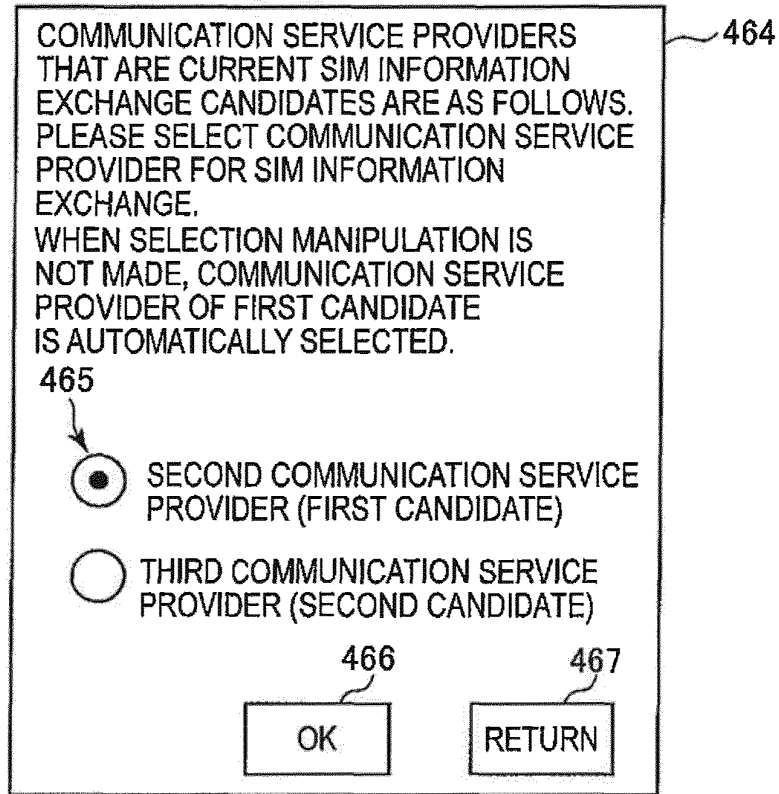 COMMUNICATION SERVICE PROVIDERS
THAT ARE CURRENT SIM INFORMATION
EXCHANGE CANDIDATES ARE AS FOLLOWS.
PLEASE SELECT COMMUNICATION SERVICE
PROVIDER FOR SIM INFORMATION
EXCHANGE.
WHEN SELECTION MANIPULATION IS
NOT MADE, COMMUNICATION SERVICE
PROVIDER OF FIRST CANDIDATE
IS AUTOMATICALLY SELECTED.
464
465
SECOND COMMUNICATION SERVICE
PROVIDER (FIRST CANDIDATE)
THIRD COMMUNICATION SERVICE
PROVIDER (SECOND CANDIDATE)
466
467
OK
RETURN